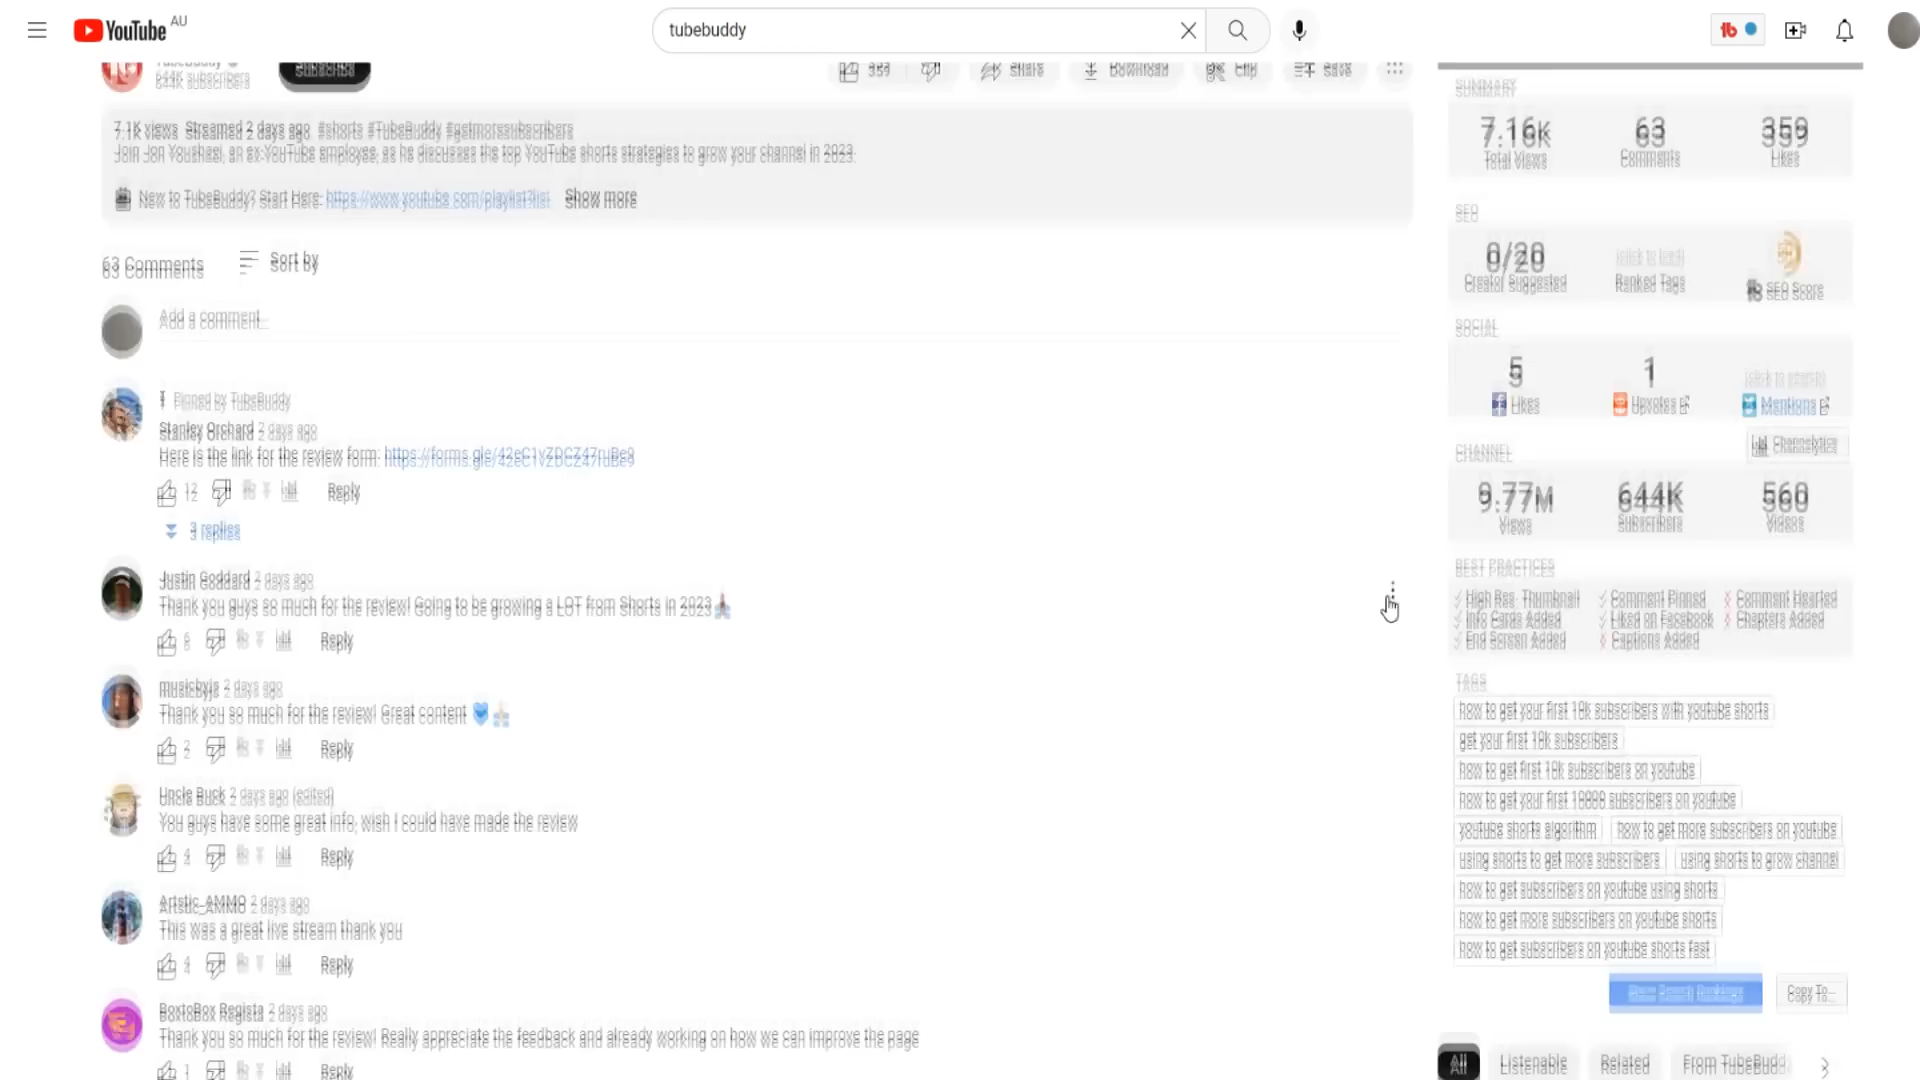 YouTube AU
tubebuddy
TubeBuddy
644K subscribers
Subscribe
359
Share
Download
Clip
Save
7.1K views Streamed 2 days ago #shorts #TubeBuddy #getmoresubscribers
Join Jon Youshaei, an ex-YouTube employee, as he discusses the top YouTube shorts strategies to grow your channel in 2023.
New to TubeBuddy? Start Here: https://www.youtube.com/playlist?list Show more
63 Comments
Sort by
Add a comment...
Pinned by TubeBuddy
Stanley Orchard 2 days ago
Here is the link for the review form: https://forms.gle/42eC1vZDCZ47ruBe9
12
Reply
3 replies
Justin Goddard 2 days ago
Thank you guys so much for the review! Going to be growing a LOT from Shorts in 2023
6
Reply
musicbyjs 2 days ago
Thank you so much for the review! Great content
2
Reply
Uncle Buck 2 days ago (edited)
You guys have some great info, wish I could have made the review
4
Reply
Artstic_AMMO 2 days ago
This was a great live stream thank you
4
Reply
BoxtoBox Regista 2 days ago
Thank you so much for the review! Really appreciate the feedback and already working on how we can improve the page
1
Reply
SUMMARY
7.16K 63 359
Total Views Comments Likes
SEO
0/20 (click to load)
Creator Suggested Ranked Tags SEO Score
SOCIAL
5 1 (click to search)
Likes Upvotes Mentions
CHANNEL Channelytics
9.77M 644K 560
Views Subscribers Videos
BEST PRACTICES
High Res. Thumbnail Comment Pinned Comment Hearted
Info Cards Added Liked on Facebook Chapters Added
End Screen Added Captions Added
TAGS
how to get your first 10k subscribers with youtube shorts
get your first 10k subscribers
how to get first 10k subscribers on youtube
how to get your first 10000 subscribers on youtube
youtube shorts algorithm how to get more subscribers on youtube
using shorts to get more subscribers using shorts to grow channel
how to get subscribers on youtube using shorts
how to get more subscribers on youtube shorts
how to get subscribers on youtube shorts fast
Copy To...
All Listenable Related From TubeBudd